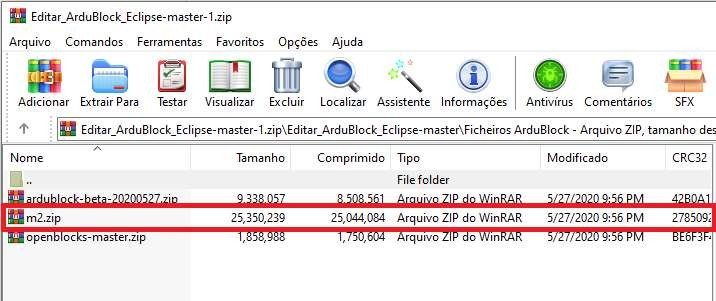 Editar_ArduBlock_Eclipse-master-1.zip
Arquivo Comandos Ferramentas Favoritos Opções Ajuda
Adicionar Extrair Para Testar Visualizar Excluir Localizar Assistente Informações Antivírus Comentários SFX
Editar_ArduBlock_Eclipse-master-1.zip\Editar_ArduBlock_Eclipse-master\Ficheiros ArduBlock - Arquivo ZIP, tamanho des
Nome Tamanho Comprimido Tipo Modificado CRC32
.. File folder
ardublock-beta-20200527.zip 9,338,057 8,508,561 Arquivo ZIP do WinRAR 5/27/2020 9:56 PM 42B0A1
m2.zip 25,350,239 25,044,084 Arquivo ZIP do WinRAR 5/27/2020 9:56 PM 2785092
openblocks-master.zip 1,858,988 1,750,604 Arquivo ZIP do WinRAR 5/27/2020 9:56 PM BE6F3F4